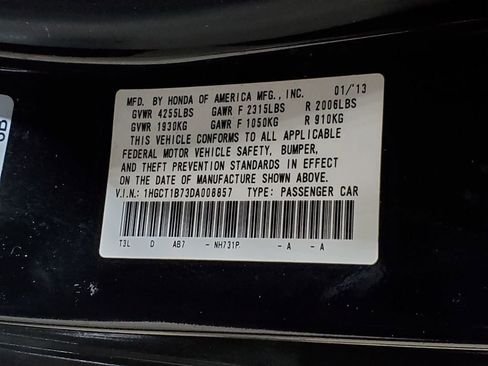 MFD. BY HONDA OF AMERICA MFG., INC. 01/'13
GVWR 4255LBS GAWR F 2315LBS R 2006LBS
GVWR 1930KG GAWR F 1050KG R 910KG
THIS VEHICLE CONFORMS TO ALL APPLICABLE
FEDERAL MOTOR VEHICLE SAFETY, BUMPER,
AND THEFT PREVENTION STANDARDS IN EFFECT
ON THE DATE OF MANUFACTURE SHOWN ABOVE.
V.I.N.: 1HGCT1B73DA008857 TYPE: PASSENGER CAR
T3L D AB7 - NH731P - A - A